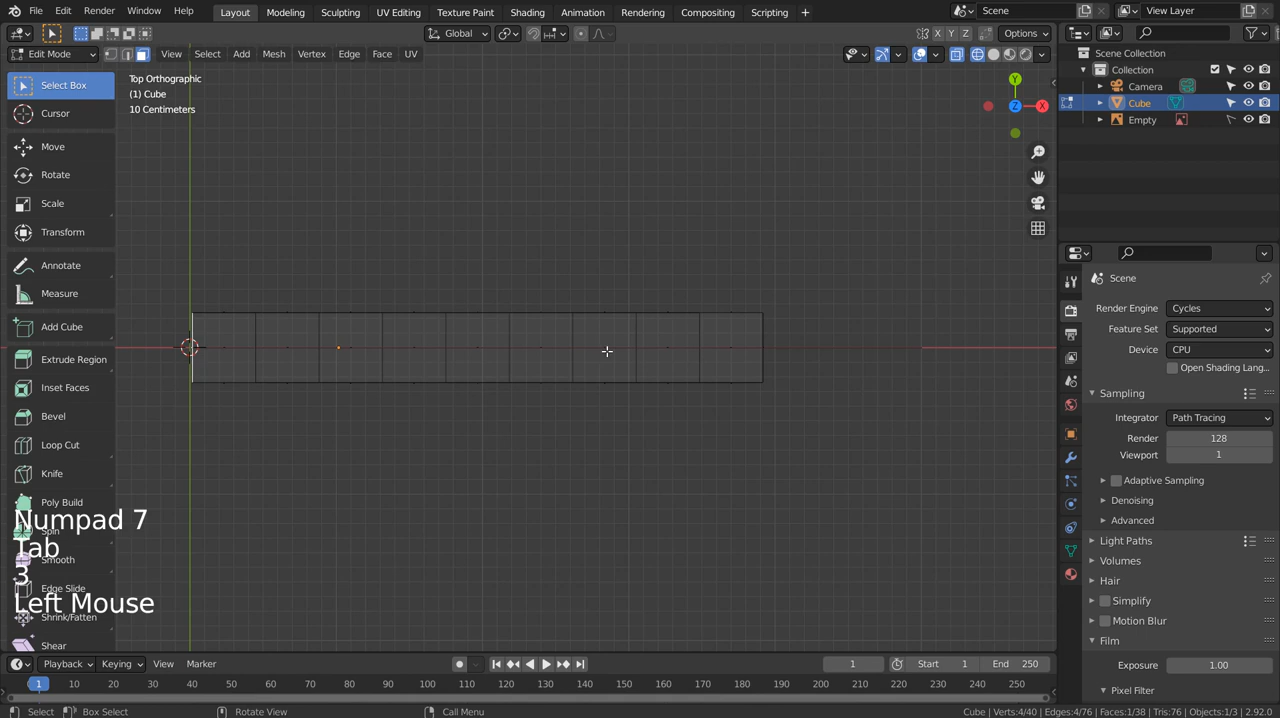 File Edit Render Window Help Layout Modeling Sculpting UV Editing Texture Paint Shading Animation Rendering Compositing Scripting + Scene View Layer
Global X Y Z Options
Edit Mode View Select Add Mesh Vertex Edge Face UV
Select Box
Cursor
Move
Rotate
Scale
Transform
Annotate
Measure
Add Cube
Extrude Region
Inset Faces
Bevel
Loop Cut
Knife
Poly Build
Spin
Smooth
Edge Slide
Shrink/Fatten
Shear
Top Orthographic
(1) Cube
10 Centimeters
Y
Z X
Numpad 7
Tab
3
Left Mouse
Scene Collection
Collection
Camera
Cube
Empty
Scene
Render Engine Cycles
Feature Set Supported
Device CPU
Open Shading Lang...
Sampling
Integrator Path Tracing
Render 128
Viewport 1
Adaptive Sampling
Denoising
Advanced
Light Paths
Volumes
Hair
Simplify
Motion Blur
Film
Exposure 1.00
Pixel Filter
Playback Keying View Marker 1 Start 1 End 250
1 10 20 30 40 50 60 70 80 90 100 110 120 130 140 150 160 170 180 190 200 210 220 230 240 250
Select Box Select Rotate View Call Menu Cube | Verts:4/40 | Edges:4/76 | Faces:1/38 | Tris:76 | Objects:1/3 | 2.92.0